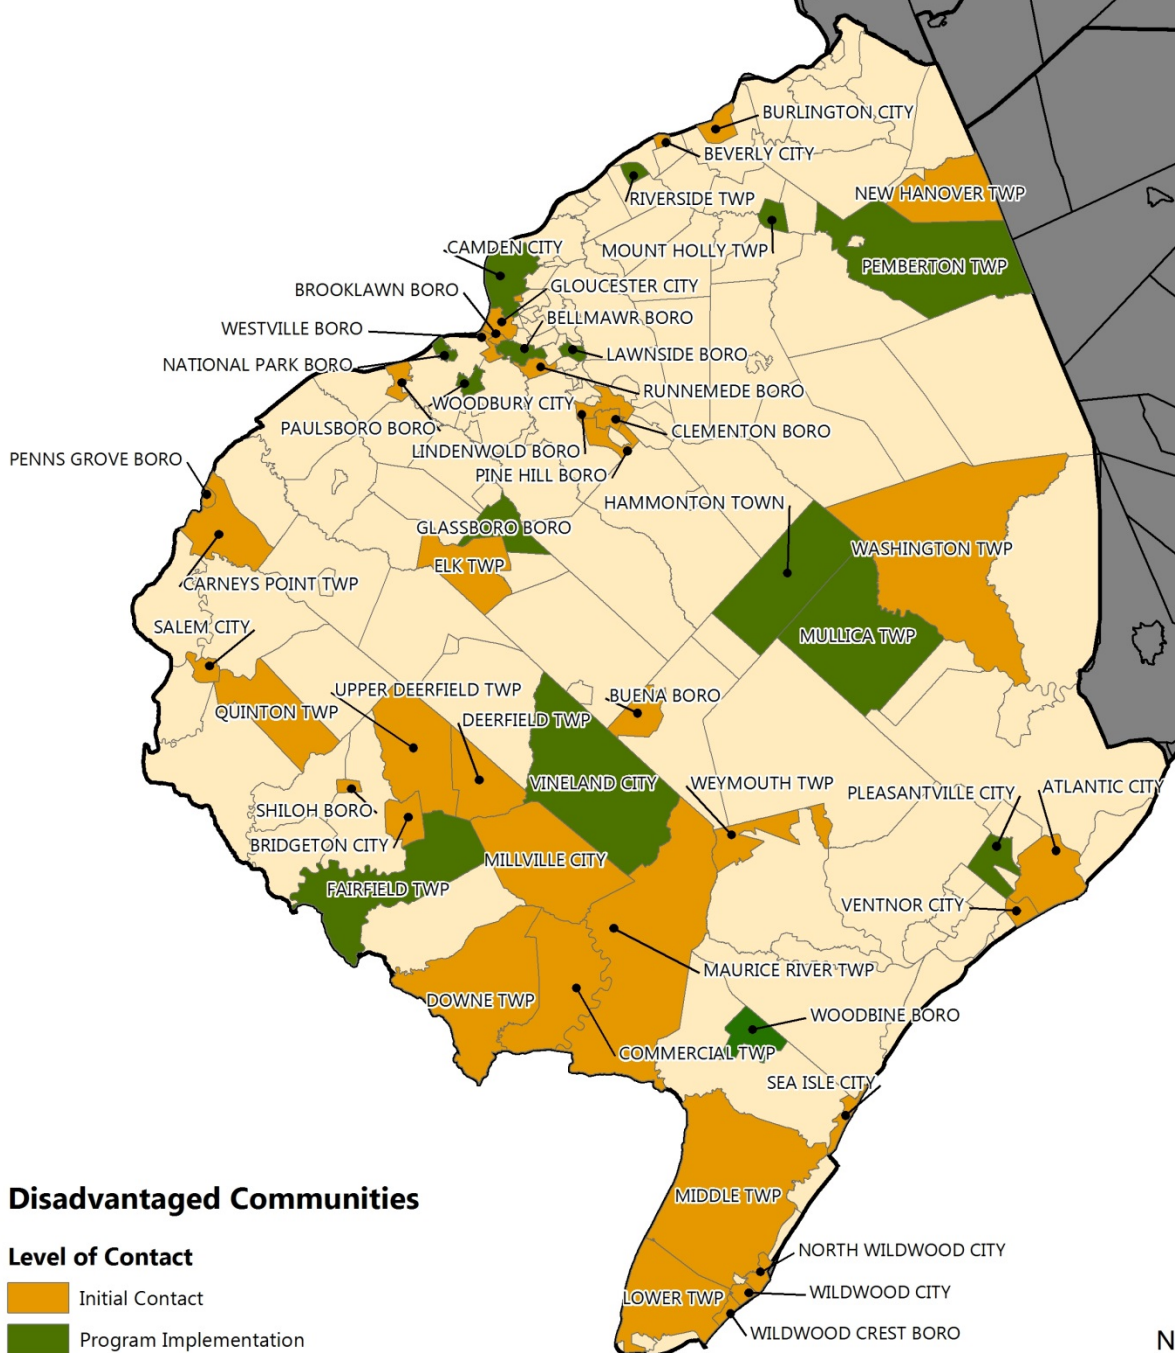 BURLINGTON CITY
BEVERLY CITY
NEW HANOVER TWP
RIVERSIDE TWP
CAMDEN CITY
MOUNT HOLLY TWP
PEMBERTON TWP
BROOKLAWN BORO
GLOUCESTER CITY
BELLMAWR BORO
WESTVILLE BORO
LAWNSIDE BORO
NATIONAL PARK BORO
RUNNEMEDE BORO
WOODBURY CITY
PAULSBORO BORO
CLEMENTON BORO
LINDENWOLD BORO
PENNS GROVE BORO
PINE HILL BORO
HAMMONTON TOWN
GLASSBORO BORO
WASHINGTON TWP
ELK TWP
CARNEYS POINT TWP
SALEM CITY
MULLICA TWP
UPPER DEERFIELD TWP
BUENA BORO
QUINTON TWP
DEERFIELD TWP
VINELAND CITY
WEYMOUTH TWP
PLEASANTVILLE CITY
ATLANTIC CITY
SHILOH BORO
BRIDGETON CITY
MILLVILLE CITY
FAIRFIELD TWP
VENTNOR CITY
MAURICE RIVER TWP
DOWNE TWP
WOODBINE BORO
COMMERCIAL TWP
SEA ISLE CITY
MIDDLE TWP
Disadvantaged Communities
NORTH WILDWOOD CITY
Level of Contact
WILDWOOD CITY
LOWER TWP
Initial Contact
WILDWOOD CREST BORO
Program Implementation
N